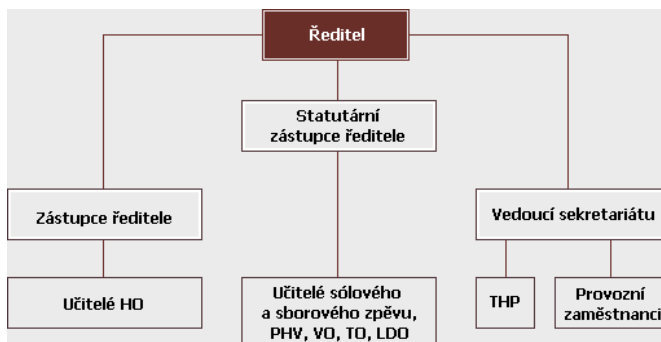 Ředitel
Statutární
zástupce ředitele
Zástupce ředitele
Vedoucí sekretariátu
Učitelé HO
Učitelé sólového
a sborového zpěvu,
PHV, VO, TO, LDO
THP
Provozní
zaměstnanci